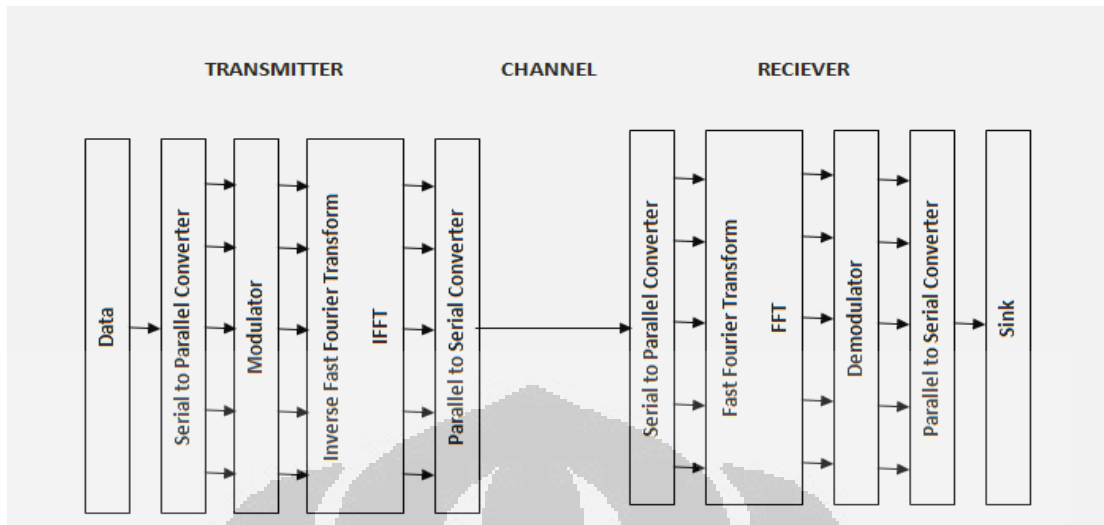 TRANSMITTER
CHANNEL
RECIEVER
Data
Serial to Parallel Converter
Modulator
Inverse Fast Fourier Transform
IFFT
Parallel to Serial Converter
Serial to Parallel Converter
Fast Fourier Transform
FFT
Demodulator
Parallel to Serial Converter
Sink